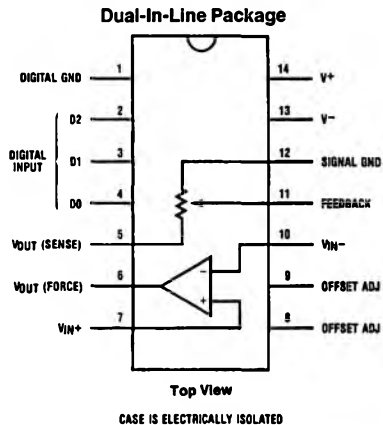 Dual-In-Line Package
DIGITAL GND 1 14 V+
D2 2 13 V−
DIGITAL INPUT
D1 3 12 SIGNAL GND
D0 4 11 FEEDBACK
VOUT (SENSE) 5 10 VIN−
VOUT (FORCE) 6 9 OFFSET ADJ
VIN+ 7 8 OFFSET ADJ
−
+
Top View
CASE IS ELECTRICALLY ISOLATED